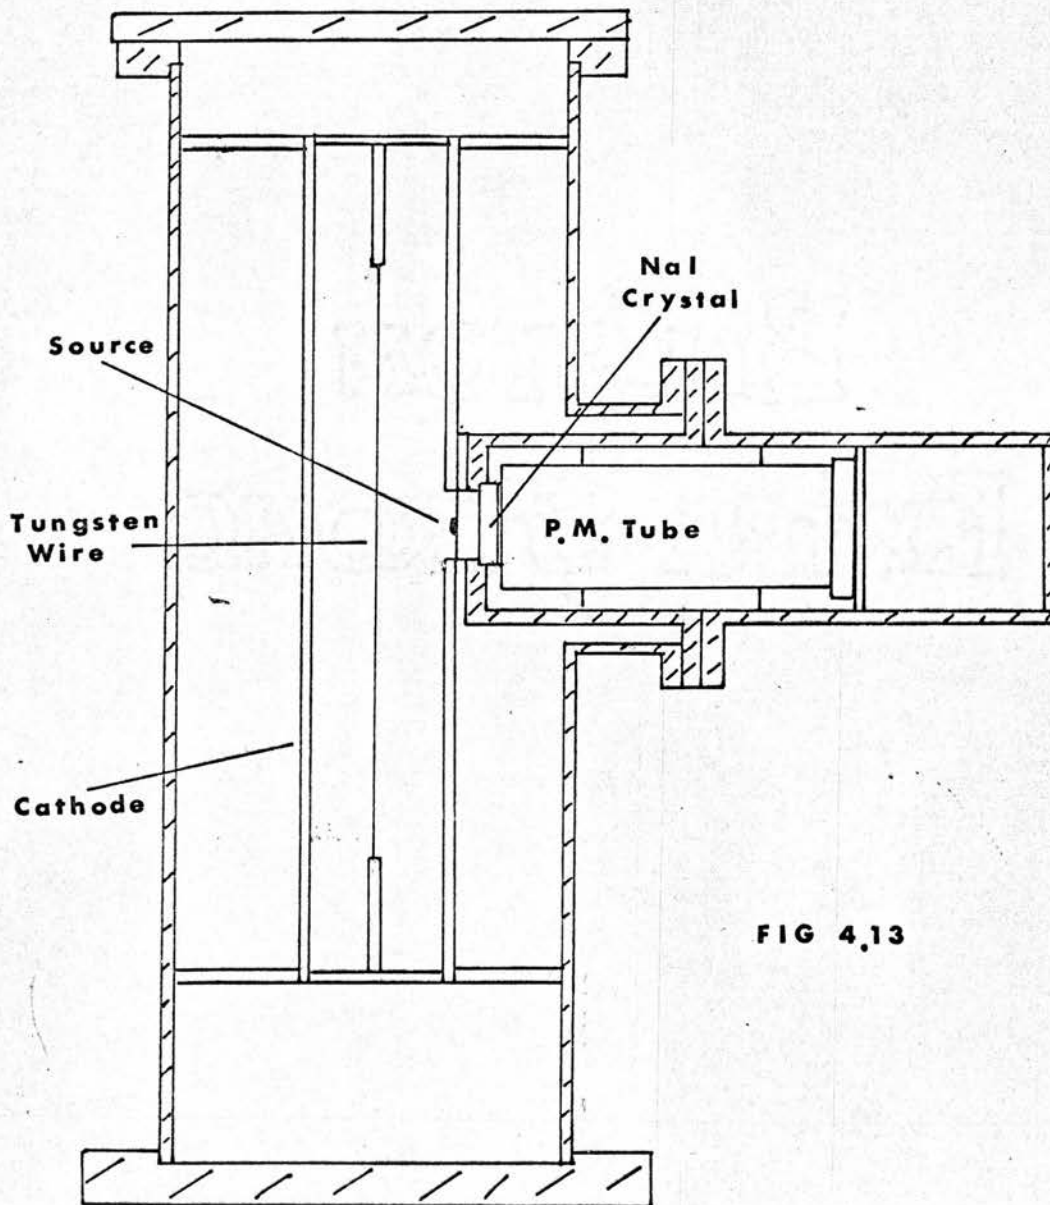 NaI
Crystal
Source
Tungsten
Wire
P.M. Tube
Cathode
FIG 4.13